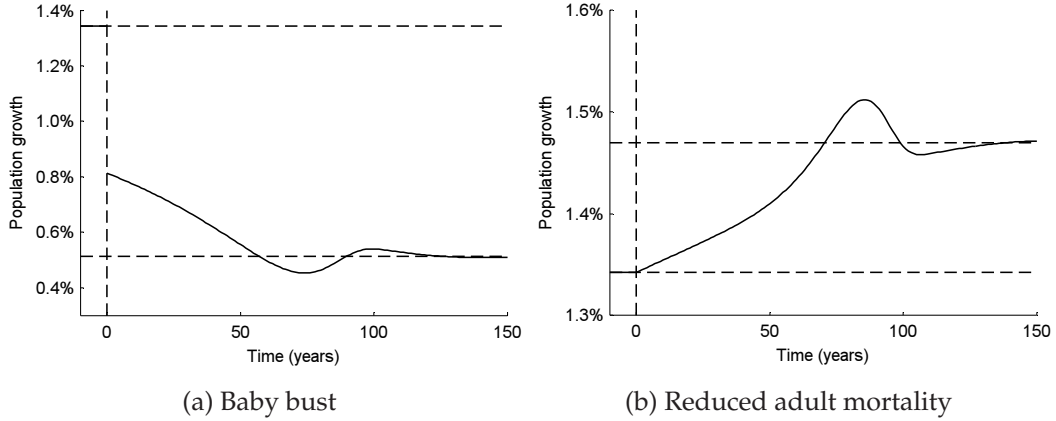 1.4%
1.2%
1.0%
0.8%
0.6%
0.4%
Population growth
0 50 100 150
Time (years)
(a) Baby bust
1.6%
1.5%
1.4%
1.3%
Population growth
0 50 100 150
Time (years)
(b) Reduced adult mortality